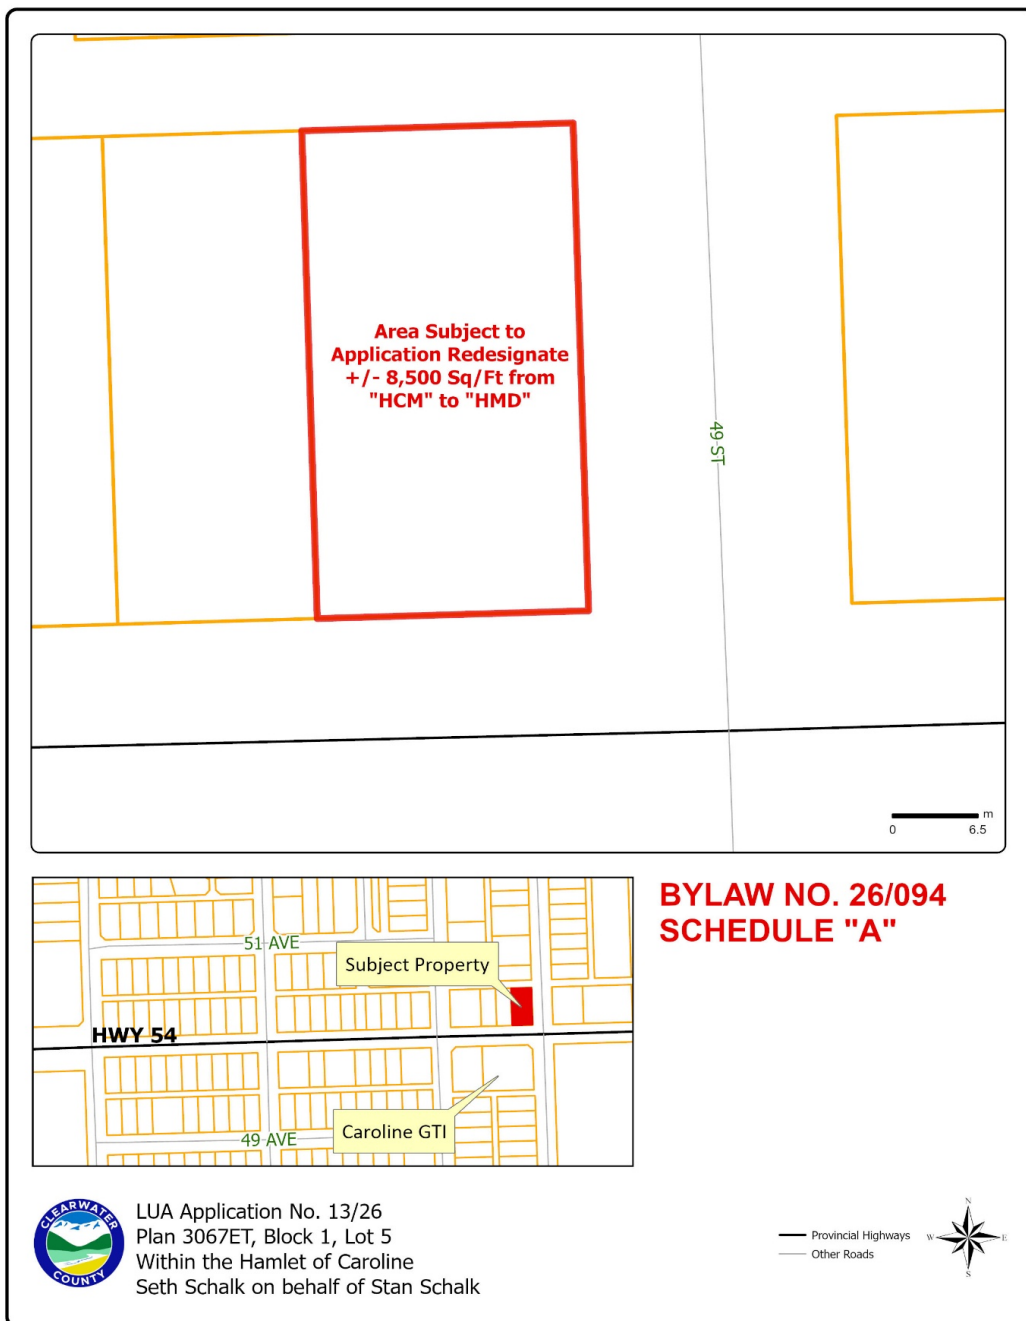 Area Subject to
Application Redesignate
+/- 8,500 Sq/Ft from
"HCM" to "HMD"
49 ST
m
0 6.5
51 AVE
Subject Property
HWY 54
Caroline GTI
49 AVE
BYLAW NO. 26/094
SCHEDULE "A"
CLEARWATER
COUNTY
LUA Application No. 13/26
Plan 3067ET, Block 1, Lot 5
Within the Hamlet of Caroline
Seth Schalk on behalf of Stan Schalk
Provincial Highways
Other Roads
N
W E
S